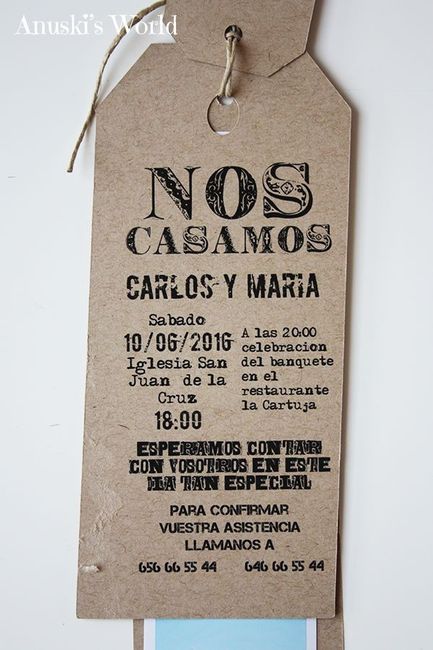 Anuski's World
NOS
CASAMOS
CARLOS Y MARIA
Sabado
10/06/2016
Iglesia San
Juan de la
Cruz
18:00
A las 20:00
celebracion
del banquete
en el
restaurante
la Cartuja
ESPERAMOS CONTAR
CON VOSOTROS EN ESTE
DIA TAN ESPECIAL
PARA CONFIRMAR
VUESTRA ASISTENCIA
LLAMANOS A
656 66 55 44 646 66 55 44